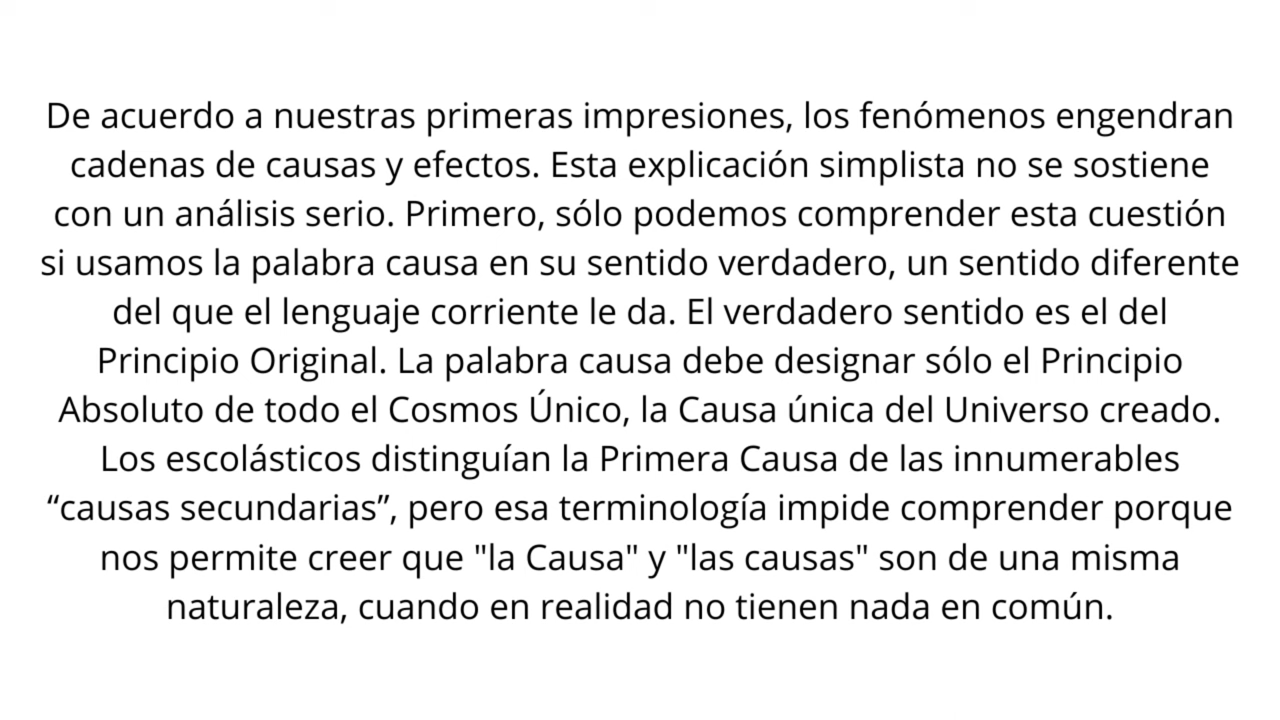 De acuerdo a nuestras primeras impresiones, los fenómenos engendran
cadenas de causas y efectos. Esta explicación simplista no se sostiene
con un análisis serio. Primero, sólo podemos comprender esta cuestión
si usamos la palabra causa en su sentido verdadero, un sentido diferente
del que el lenguaje corriente le da. El verdadero sentido es el del
Principio Original. La palabra causa debe designar sólo el Principio
Absoluto de todo el Cosmos Único, la Causa única del Universo creado.
Los escolásticos distinguían la Primera Causa de las innumerables
“causas secundarias”, pero esa terminología impide comprender porque
nos permite creer que "la Causa" y "las causas" son de una misma
naturaleza, cuando en realidad no tienen nada en común.